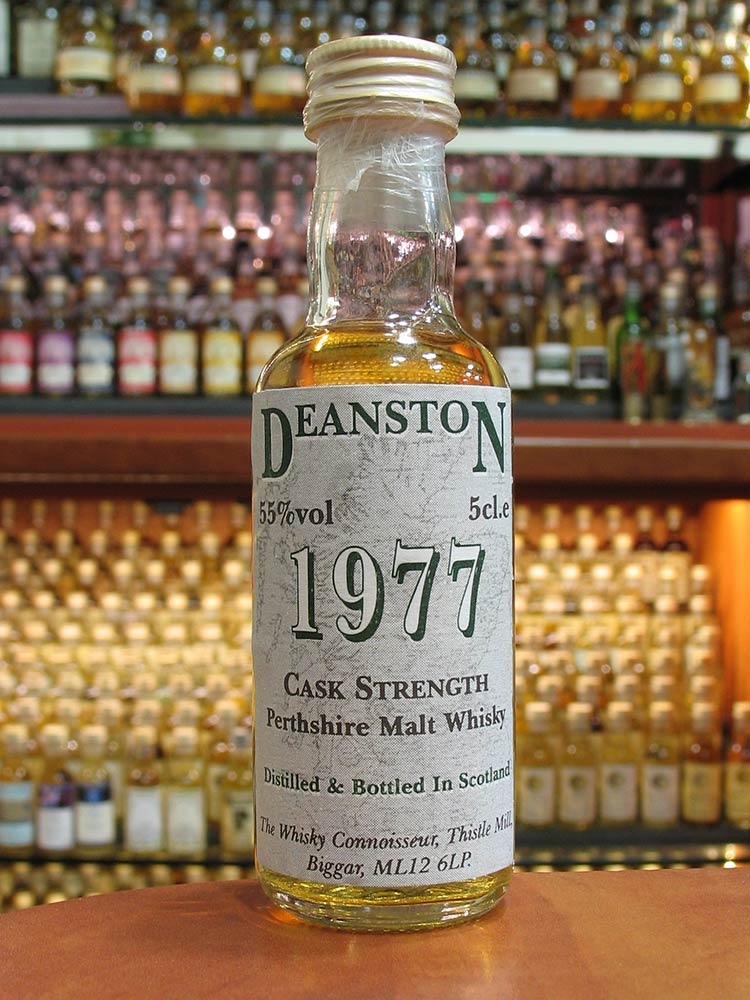 DEANSTON
55%vol 5cl.e
1977
CASK STRENGTH
Perthshire Malt Whisky
Distilled & Bottled In Scotland
The Whisky Connoisseur, Thistle Mill,
Biggar, ML12 6LP.